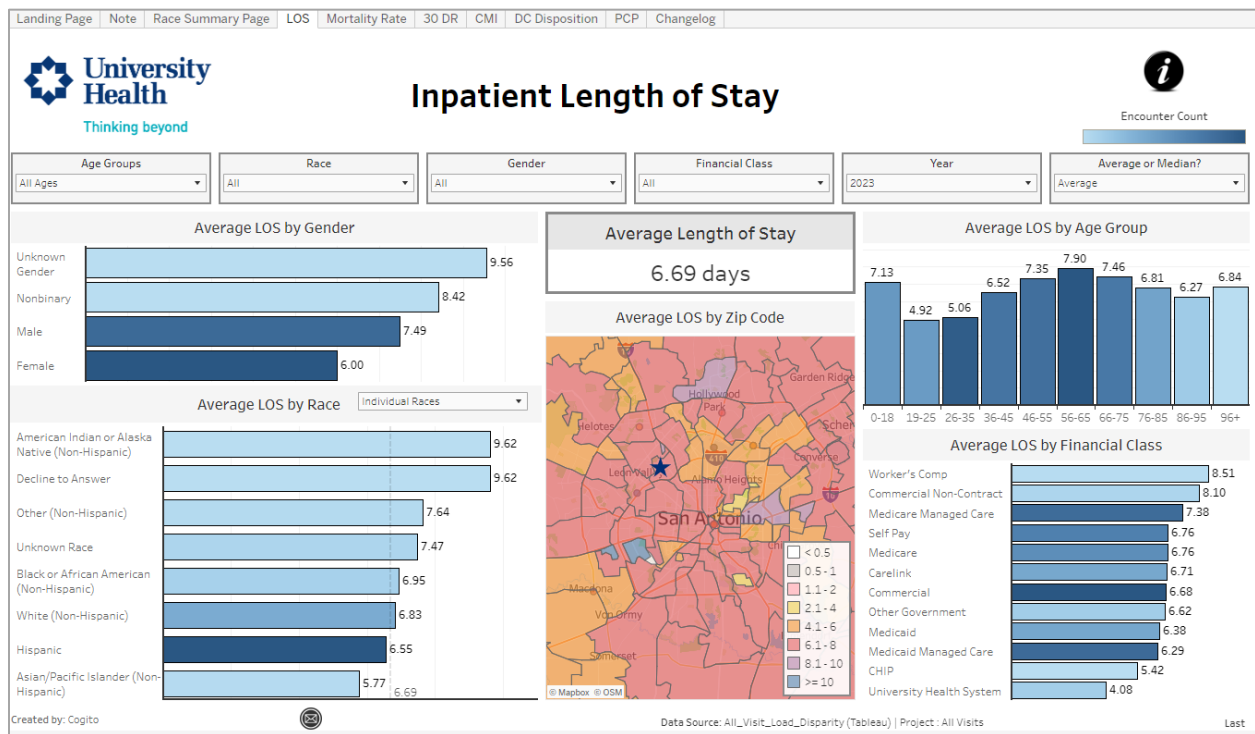 Landing Page Note Race Summary Page LOS Mortality Rate 30 DR CMI DC Disposition PCP Changelog
University
Health
Thinking beyond
Inpatient Length of Stay
i
Encounter Count
Age Groups
All Ages
Race
All
Gender
All
Financial Class
All
Year
2023
Average or Median?
Average
Average LOS by Gender
Unknown
Gender
9.56
Nonbinary
8.42
Male
7.49
Female
6.00
Average LOS by Race
Individual Races
American Indian or Alaska
Native (Non-Hispanic)
9.62
Decline to Answer
9.62
Other (Non-Hispanic)
7.64
Unknown Race
7.47
Black or African American
(Non-Hispanic)
6.95
White (Non-Hispanic)
6.83
Hispanic
6.55
Asian/Pacific Islander (Non-
Hispanic)
5.77
6.69
Average Length of Stay
6.69 days
Average LOS by Zip Code
Garden Ridge
Hollywood
Park
Helotes
Scher
Converse
410
Leon Valley
Alamo Heights
San Antonio
Macdona
Von Ormy
Somerset
< 0.5
0.5 - 1
1.1 - 2
2.1 - 4
4.1 - 6
6.1 - 8
8.1 - 10
>= 10
© Mapbox © OSM
Average LOS by Age Group
7.13 4.92 5.06 6.52 7.35 7.90 7.46 6.81 6.27 6.84
0-18 19-25 26-35 36-45 46-55 56-65 66-75 76-85 86-95 96+
Average LOS by Financial Class
Worker's Comp 8.51
Commercial Non-Contract 8.10
Medicare Managed Care 7.38
Self Pay 6.76
Medicare 6.76
Carelink 6.71
Commercial 6.68
Other Government 6.62
Medicaid 6.38
Medicaid Managed Care 6.29
CHIP 5.42
University Health System 4.08
Created by: Cogito
Data Source: All_Visit_Load_Disparity (Tableau) | Project : All Visits
Last